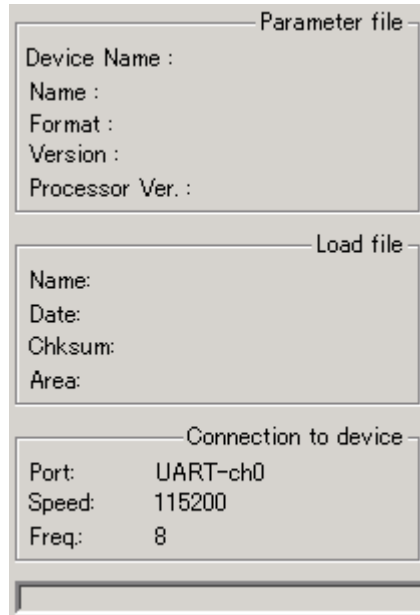 Parameter file
Device Name :
Name :
Format :
Version :
Processor Ver. :
Load file
Name:
Date:
Chksum:
Area:
Connection to device
Port: UART-ch0
Speed: 115200
Freq.: 8